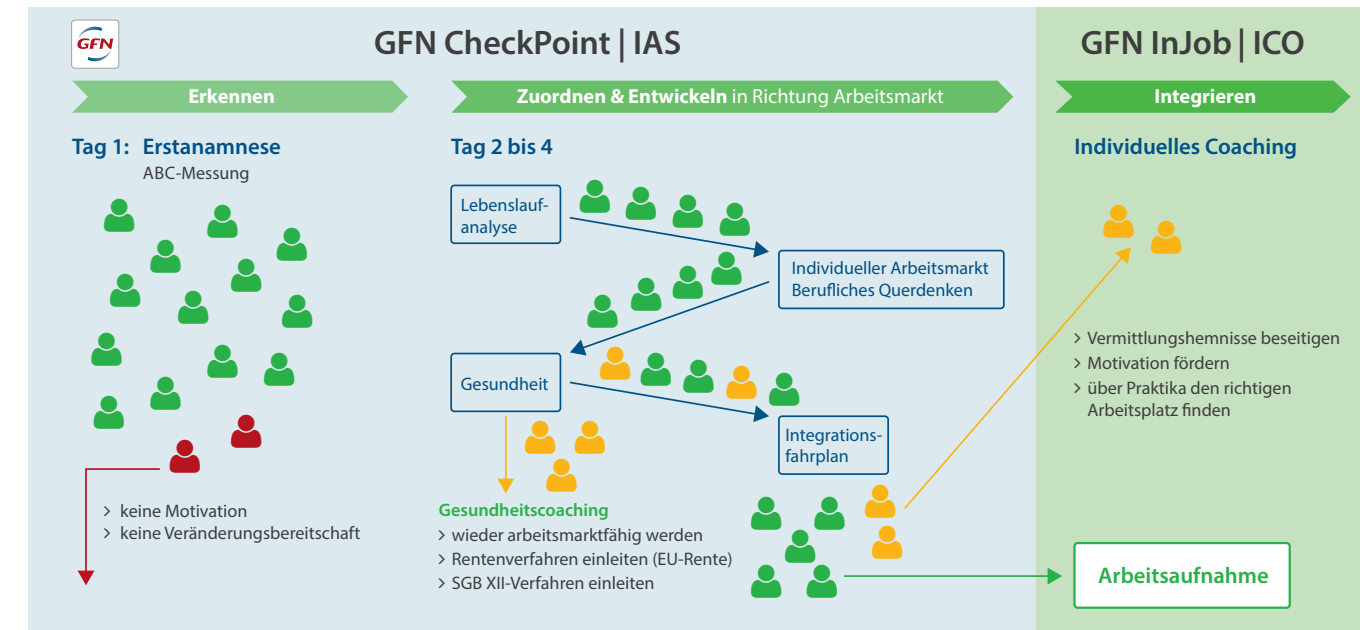 GFN
GFN CheckPoint | IAS
GFN InJob | ICO
Erkennen
Zuordnen & Entwickeln in Richtung Arbeitsmarkt
Integrieren
Tag 1: Erstanamnese
ABC-Messung
Tag 2 bis 4
Individuelles Coaching
Lebenslauf-
analyse
Individueller Arbeitsmarkt
Berufliches Querdenken
Gesundheit
Integrations-
fahrplan
> keine Motivation
> keine Veränderungsbereitschaft
Gesundheitscoaching
> wieder arbeitsmarktfähig werden
> Rentenverfahren einleiten (EU-Rente)
> SGB XII-Verfahren einleiten
> Vermittlungshemnisse beseitigen
> Motivation fördern
> über Praktika den richtigen
Arbeitsplatz finden
Arbeitsaufnahme